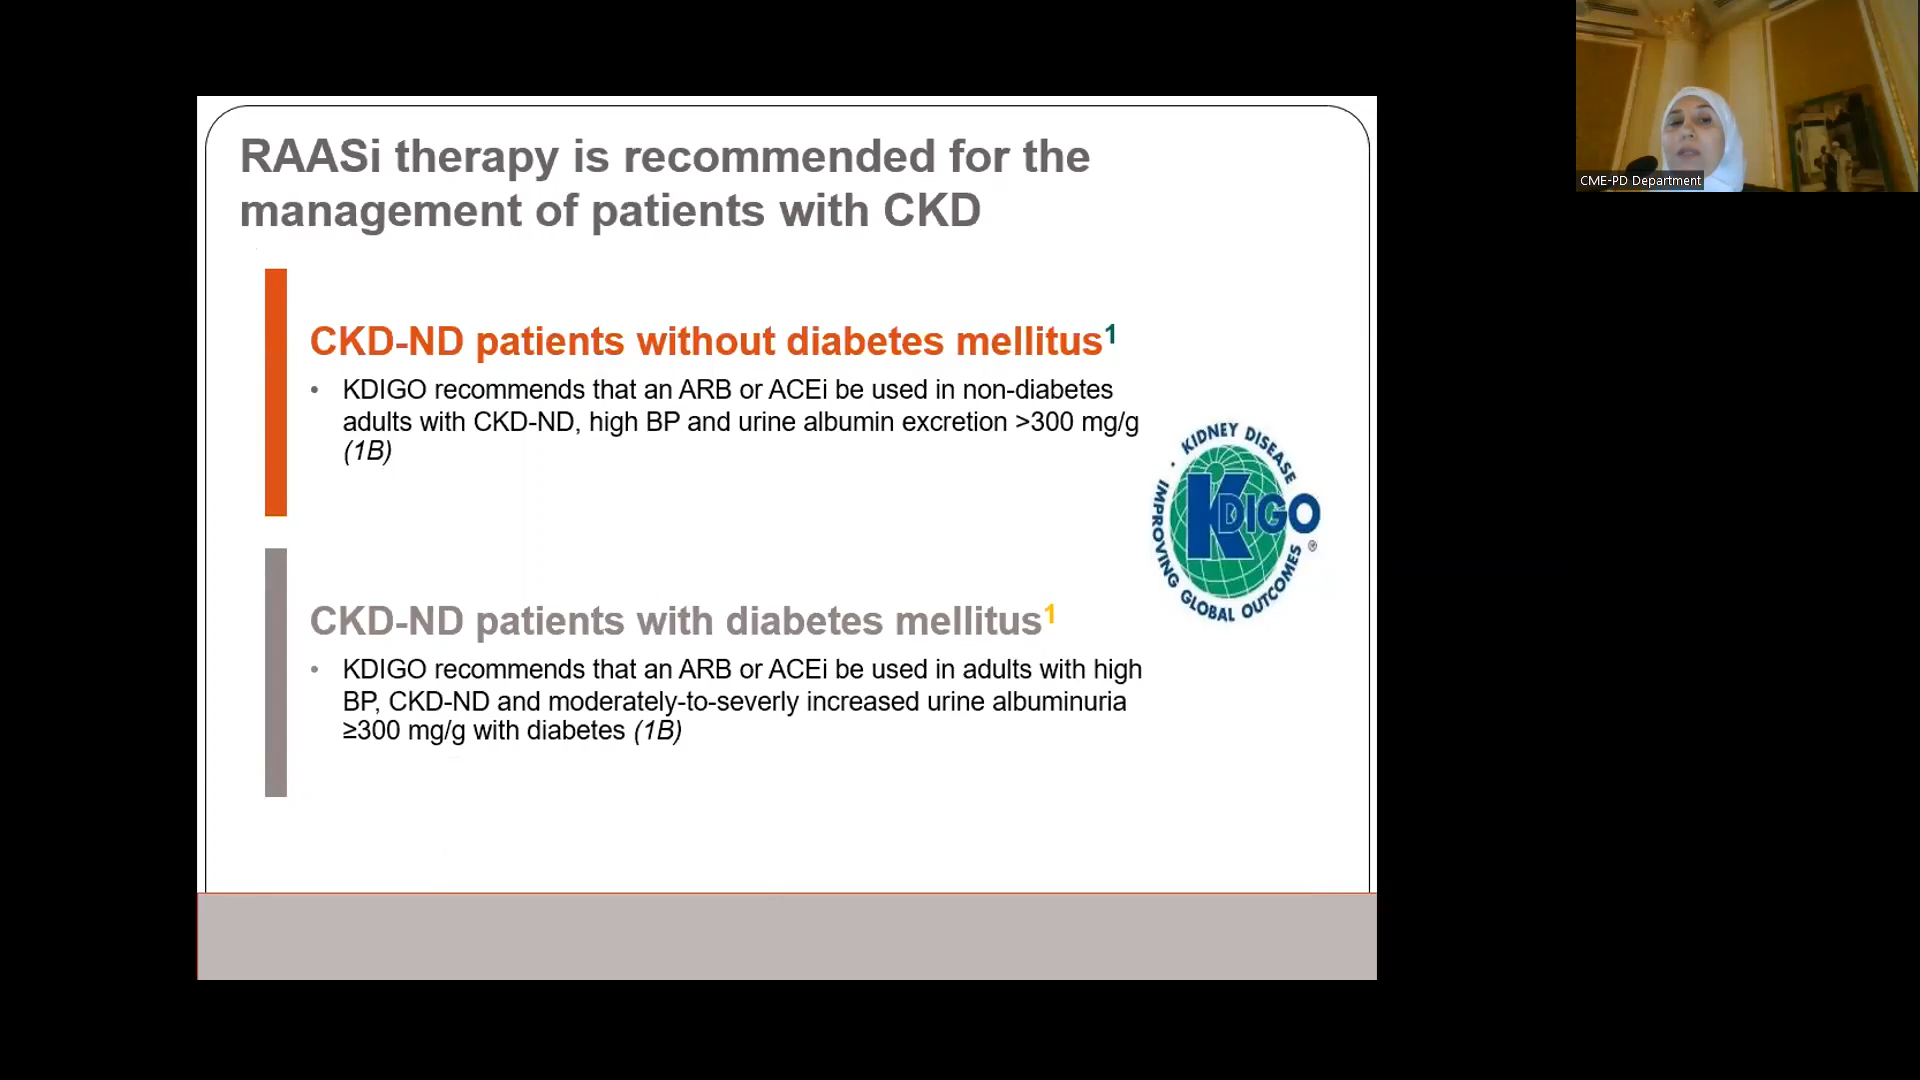 RAASi therapy is recommended for the
management of patients with CKD
CKD-ND patients without diabetes mellitus1
• KDIGO recommends that an ARB or ACEi be used in non-diabetes
adults with CKD-ND, high BP and urine albumin excretion >300 mg/g
(1B)
CKD-ND patients with diabetes mellitus1
• KDIGO recommends that an ARB or ACEi be used in adults with high
BP, CKD-ND and moderately-to-severly increased urine albuminuria
≥300 mg/g with diabetes (1B)
KIDNEY DISEASE
KDIGO
®
IMPROVING GLOBAL OUTCOMES
CME-PD Department